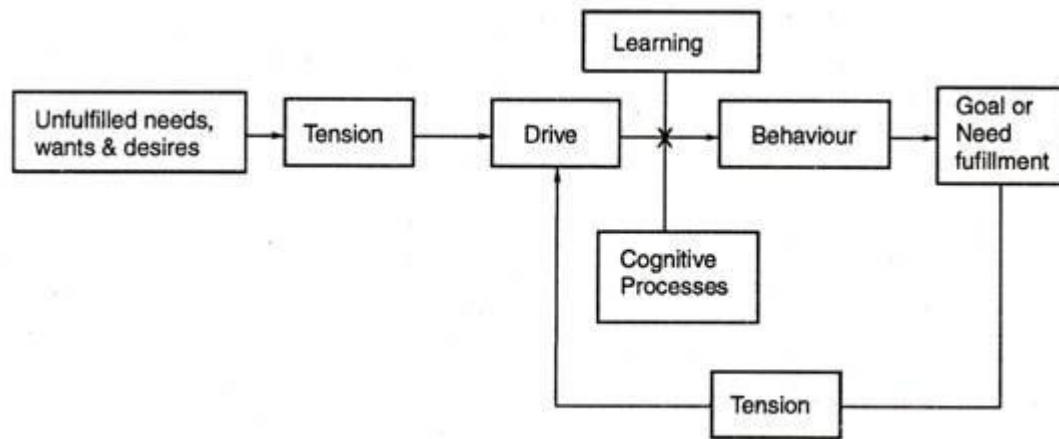 Learning
Unfulfilled needs,
wants & desires
Tension
Drive
Behaviour
Goal or
Need
fufillment
Cognitive
Processes
Tension